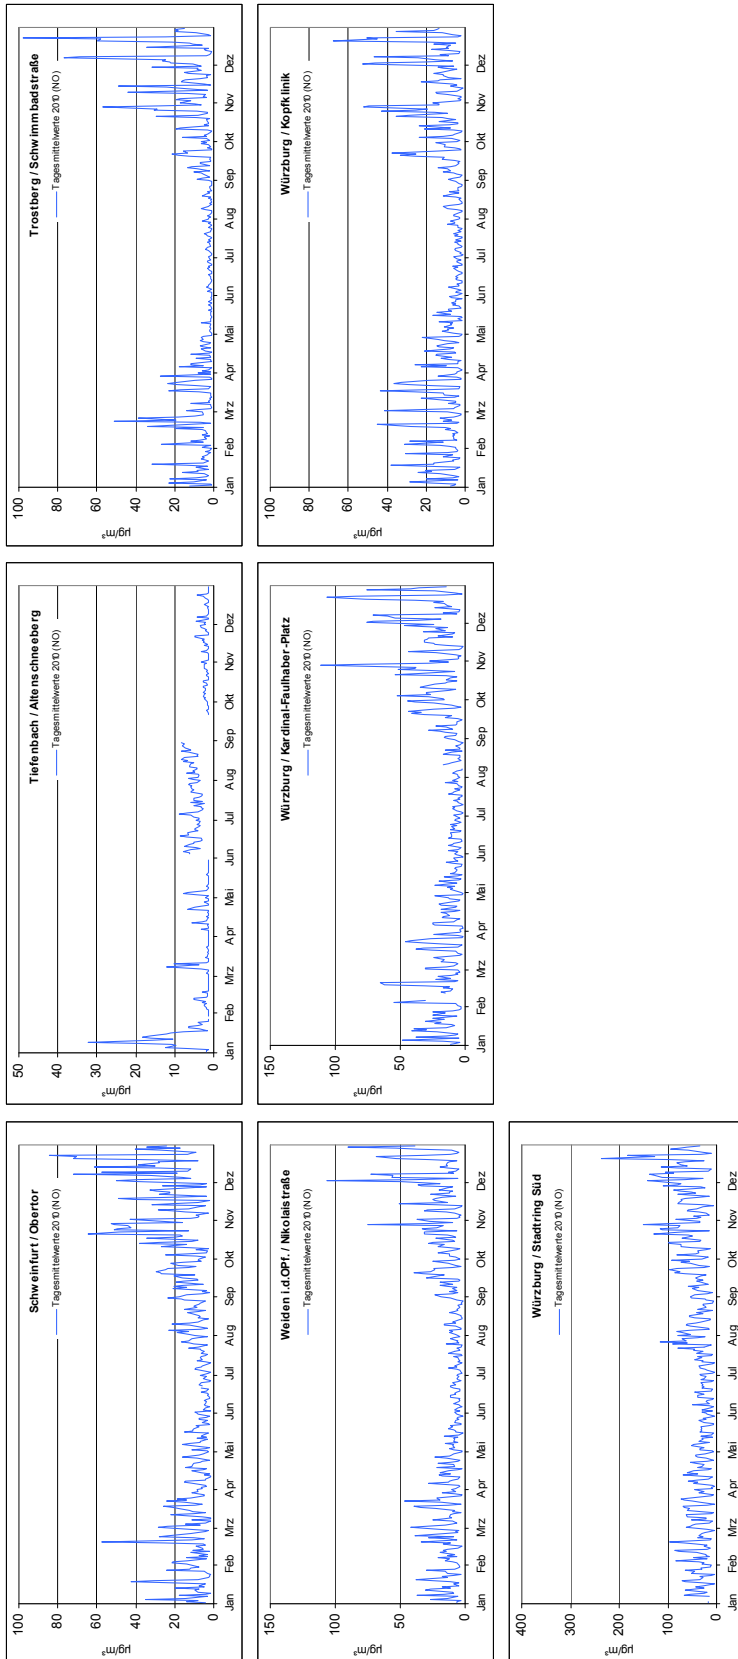 Schweinfurt / Obertor
Tagesmittelwerte 2010 (NO)
100
80
60
40
20
0
µg/m³
Jan Feb Mrz Apr Mai Jun Jul Aug Sep Okt Nov Dez
Tiefenbach / Altenschneeberg
Tagesmittelwerte 2010 (NO)
50
40
30
20
10
0
µg/m³
Jan Feb Mrz Apr Mai Jun Jul Aug Sep Okt Nov Dez
Trostberg / Schwimmbadstraße
Tagesmittelwerte 2010 (NO)
100
80
60
40
20
0
µg/m³
Jan Feb Mrz Apr Mai Jun Jul Aug Sep Okt Nov Dez
Weiden i.d.OPf. / Nikolaistraße
Tagesmittelwerte 2010 (NO)
150
100
50
0
µg/m³
Jan Feb Mrz Apr Mai Jun Jul Aug Sep Okt Nov Dez
Würzburg / Kardinal-Faulhaber-Platz
Tagesmittelwerte 2010 (NO)
150
100
50
0
µg/m³
Jan Feb Mrz Apr Mai Jun Jul Aug Sep Okt Nov Dez
Würzburg / Kopfklinik
Tagesmittelwerte 2010 (NO)
100
80
60
40
20
0
µg/m³
Jan Feb Mrz Apr Mai Jun Jul Aug Sep Okt Nov Dez
Würzburg / Stadtring Süd
Tagesmittelwerte 2010 (NO)
400
300
200
100
0
µg/m³
Jan Feb Mrz Apr Mai Jun Jul Aug Sep Okt Nov Dez